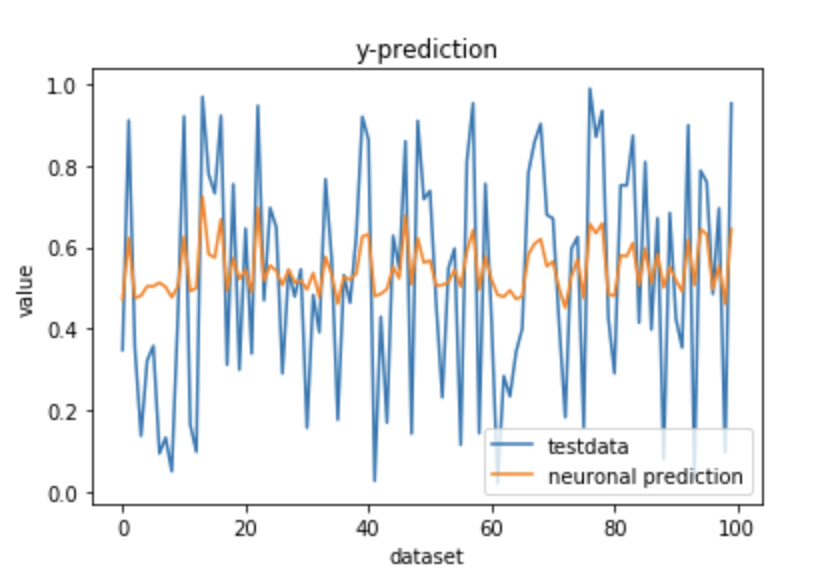 y-prediction
1.0
0.8
0.6
0.4
0.2
0.0
value
testdata
neuronal prediction
0 20 40 60 80 100
dataset